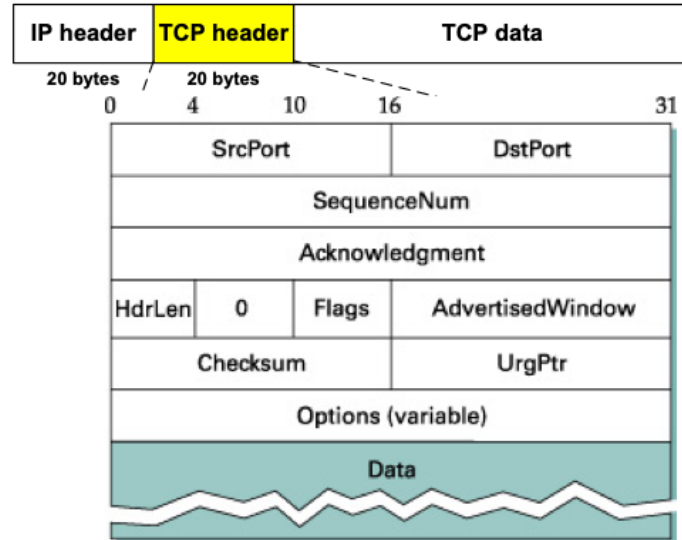 IP header TCP header TCP data
20 bytes 20 bytes
0 4 10 16 31
SrcPort DstPort
SequenceNum
Acknowledgment
HdrLen 0 Flags AdvertisedWindow
Checksum UrgPtr
Options (variable)
Data